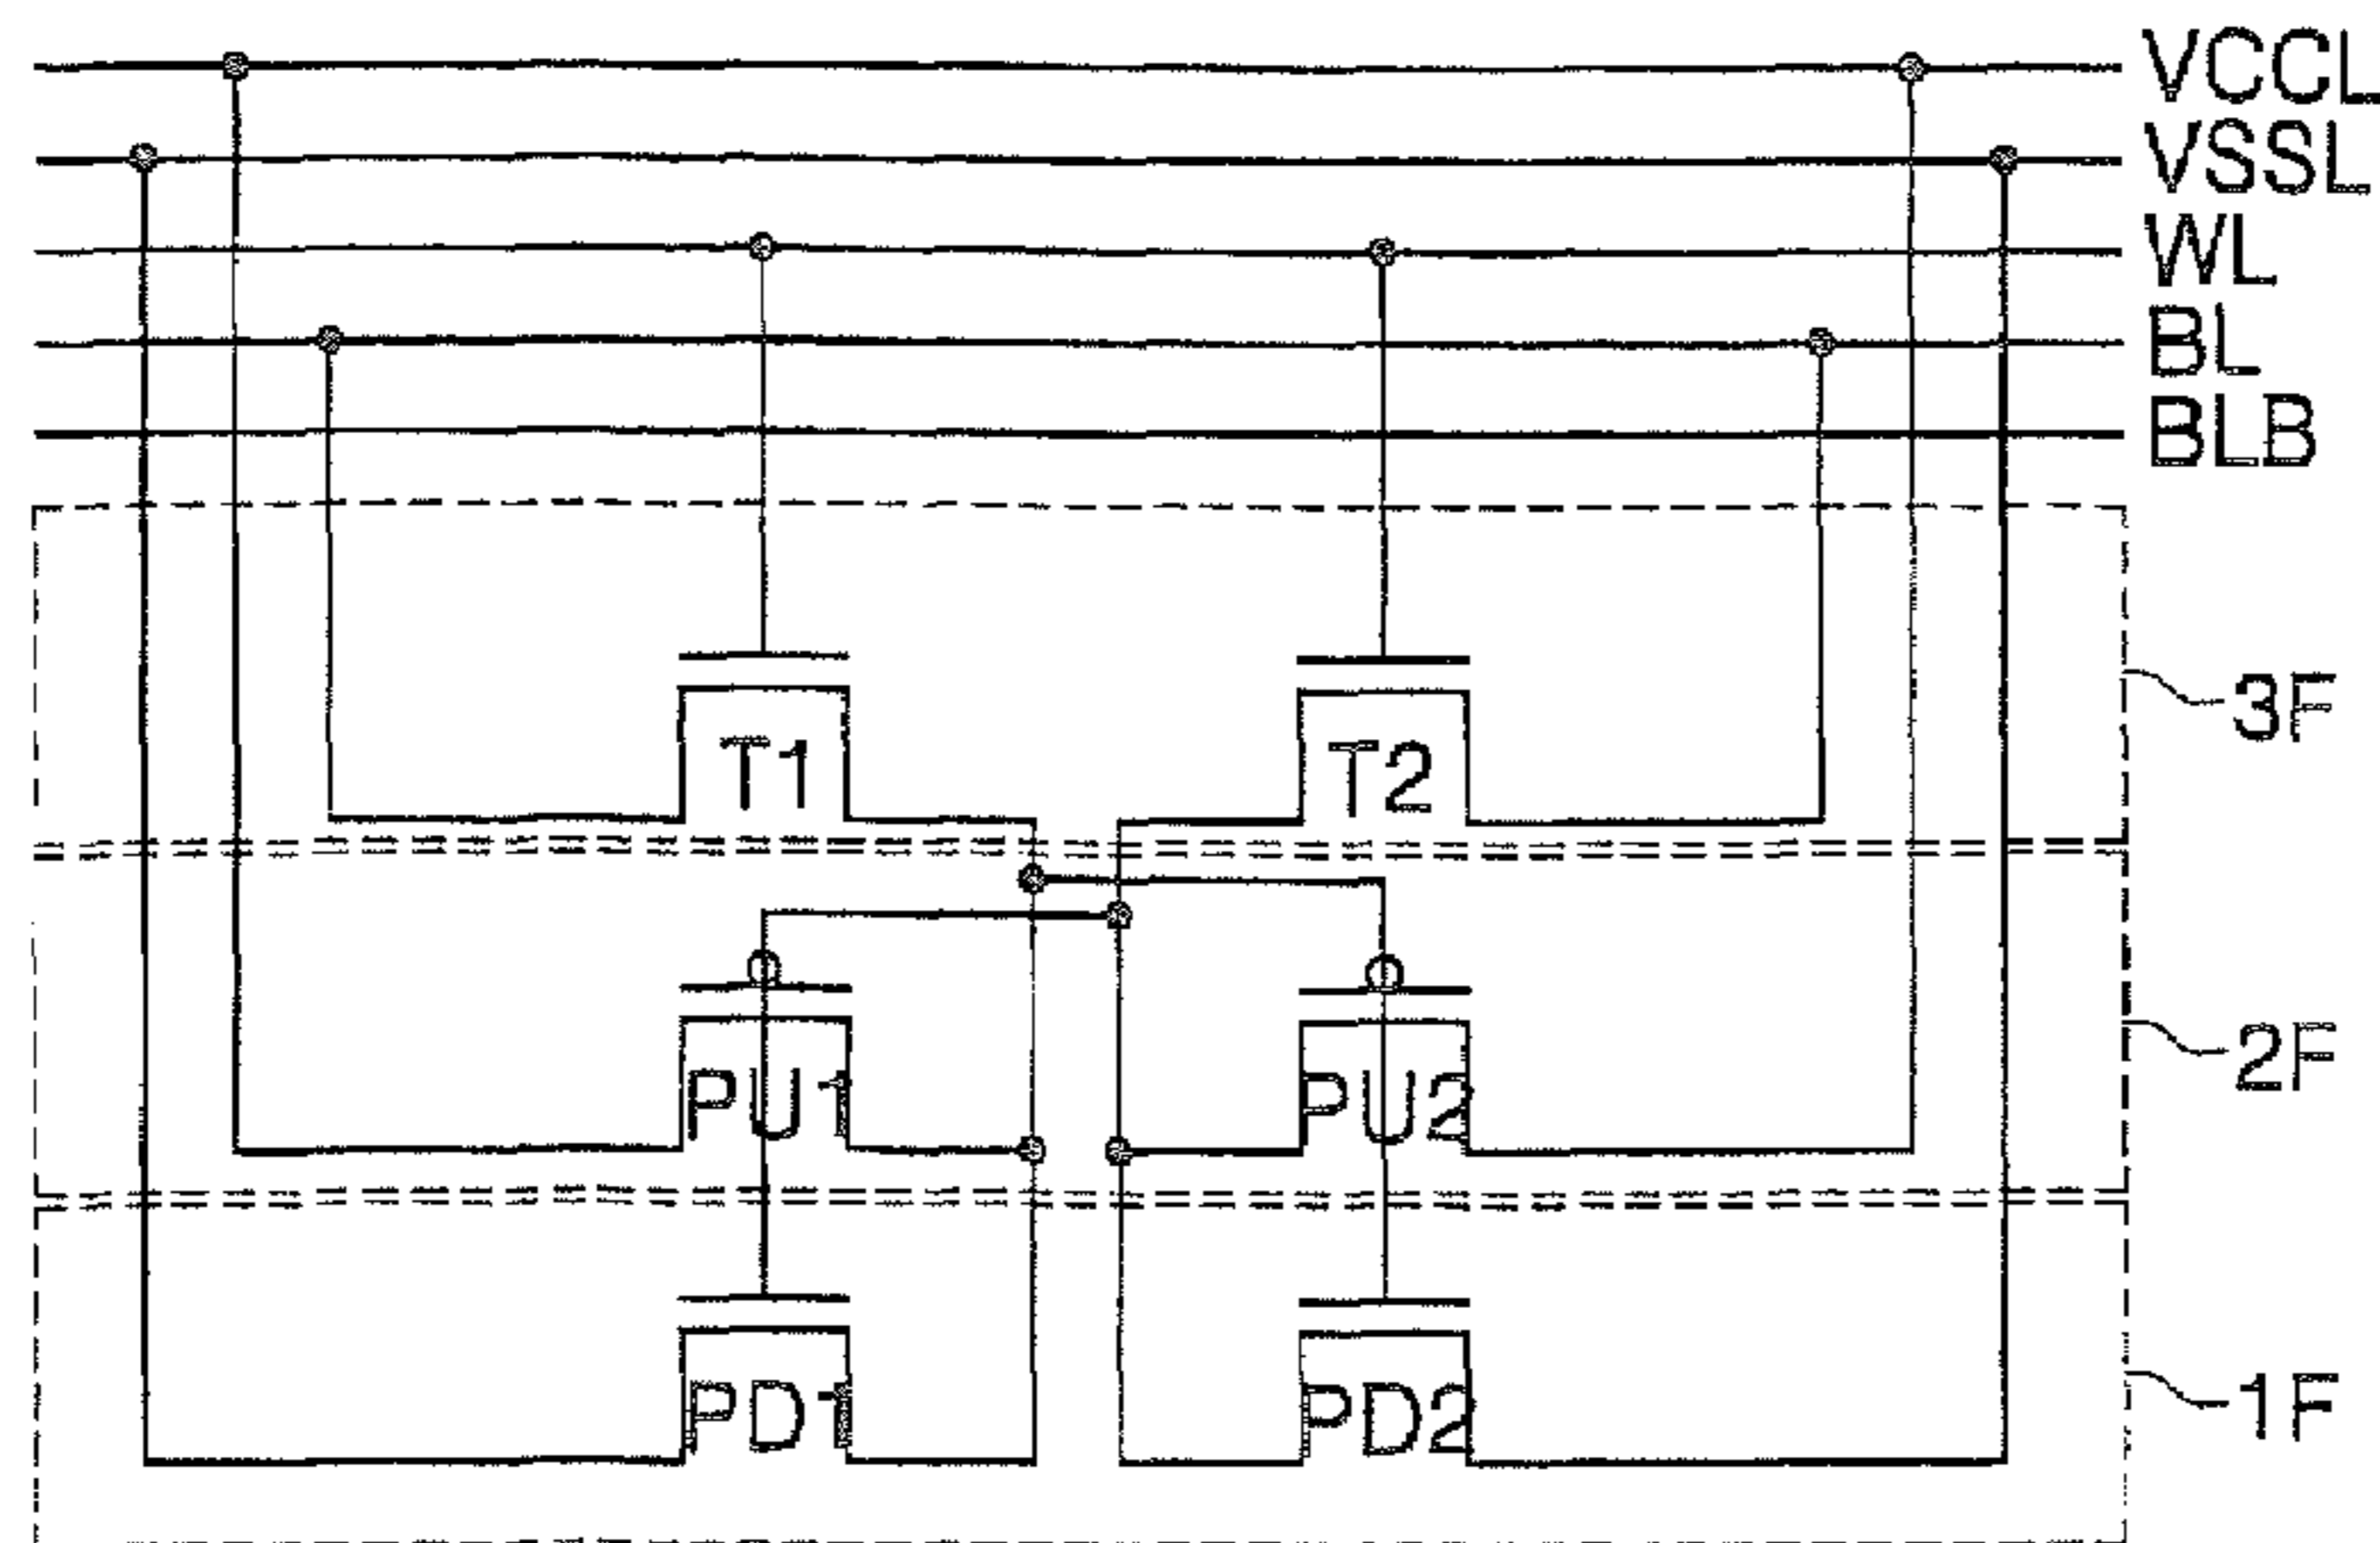 VCCL
VSSL
WL
BL
BLB
T1 T2
3F
PU1 PU2
2F
PD1 PD2
1F